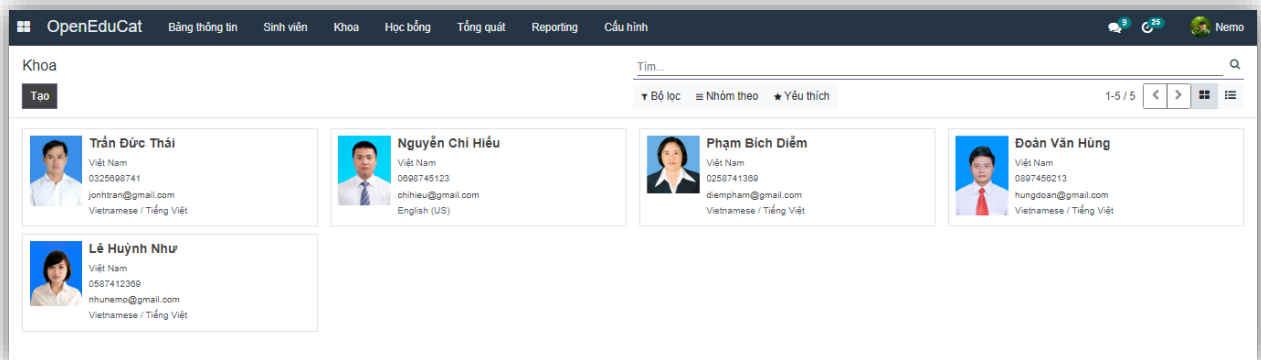 OpenEduCat Bảng thông tin Sinh viên Khoa Học bổng Tổng quát Reporting Cấu hình 9 25 Nemo
Khoa Tìm...
Tạo Bộ lọc Nhóm theo Yêu thích 1-5 / 5
Trần Đức Thái
Việt Nam
0325698741
jonhtran@gmail.com
Vietnamese / Tiếng Việt
Nguyễn Chí Hiếu
Việt Nam
0698745123
chihieu@gmail.com
English (US)
Phạm Bích Diễm
Việt Nam
0258741369
diempham@gmail.com
Vietnamese / Tiếng Việt
Đoàn Văn Hùng
Việt Nam
0897456213
hungdoan@gmail.com
Vietnamese / Tiếng Việt
Lê Huỳnh Như
Việt Nam
0587412369
nhunemo@gmail.com
Vietnamese / Tiếng Việt